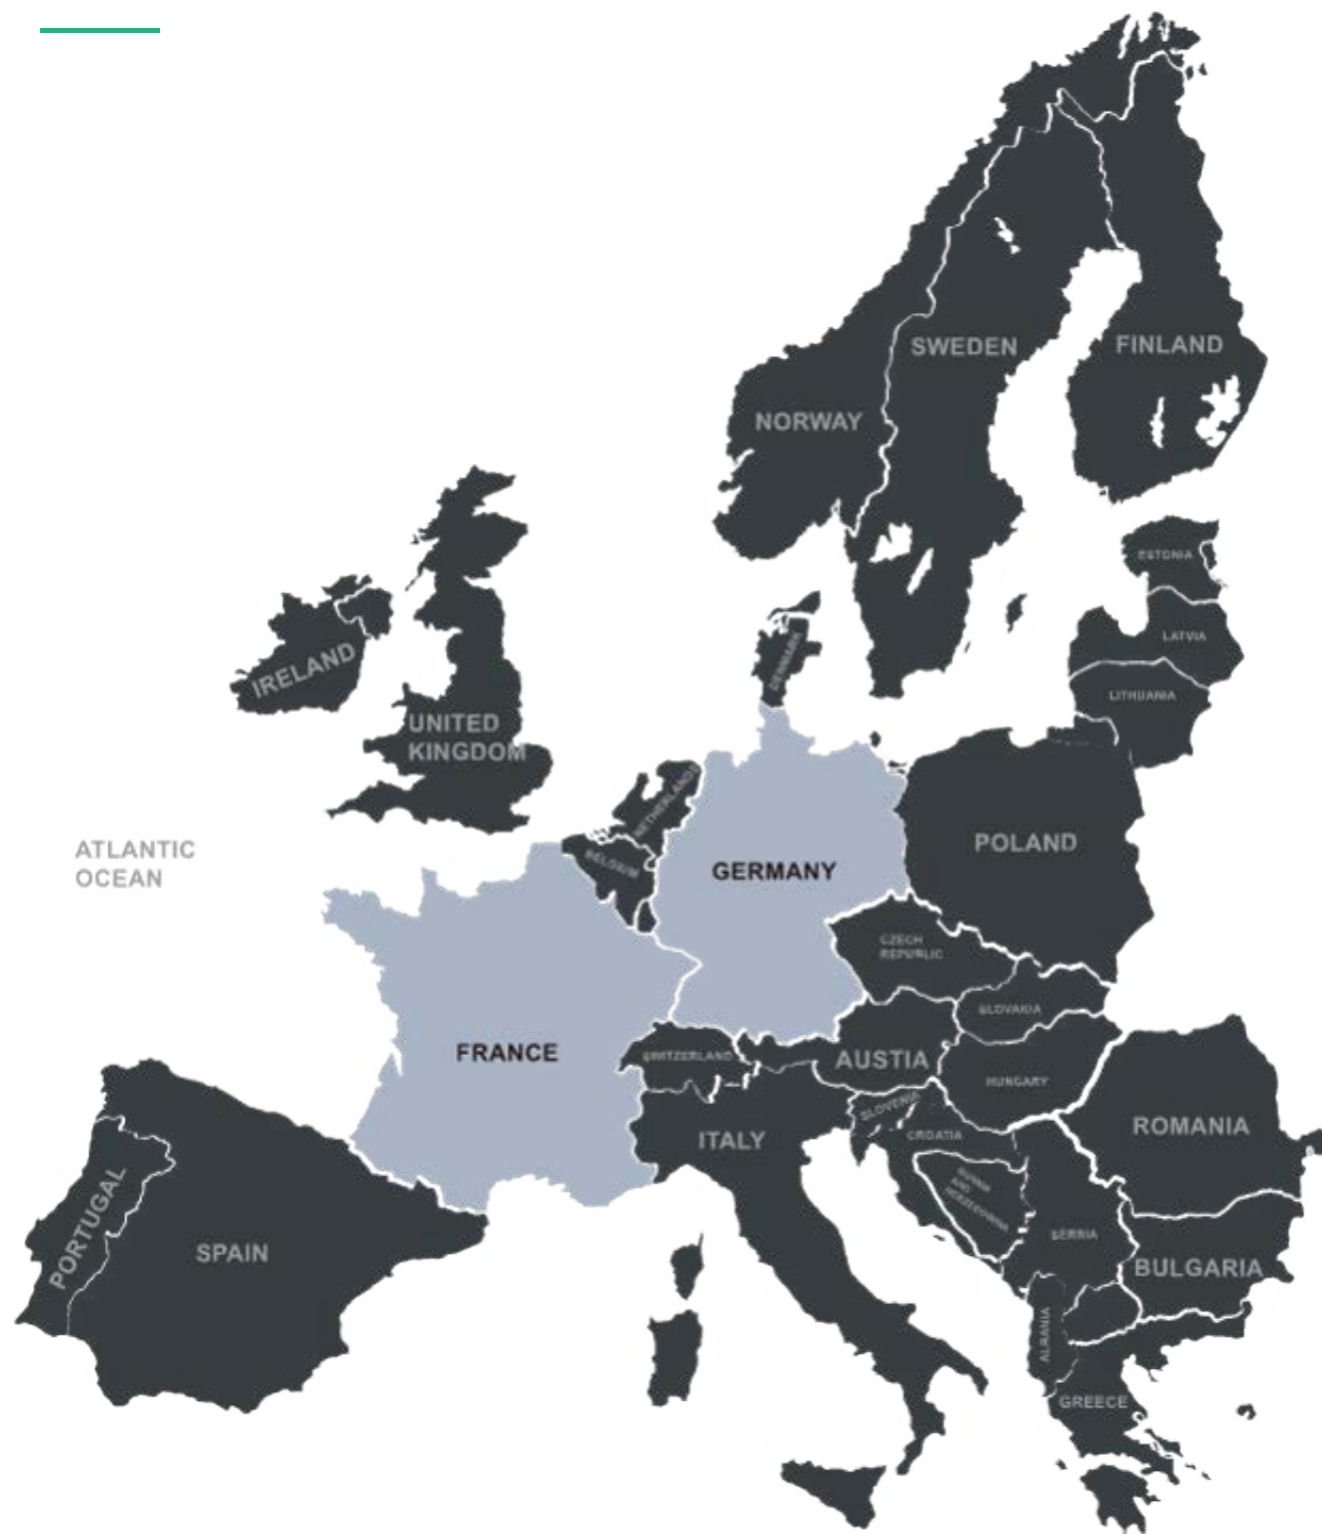 SWEDEN
FINLAND
NORWAY
ESTONIA
LATVIA
DENMARK
IRELAND
LITHUANIA
UNITED
KINGDOM
NETHERLANDS
ATLANTIC
OCEAN
POLAND
BELGIUM
GERMANY
CZECH
REPUBLIC
SLOVAKIA
FRANCE
SWITZERLAND
AUSTIA
HUNGARY
SLOVENIA
ROMANIA
CROATIA
ITALY
BOSNIA
AND
HERZEGOWINA
PORTUGAL
SPAIN
SERBIA
BULGARIA
ALBANIA
GREECE